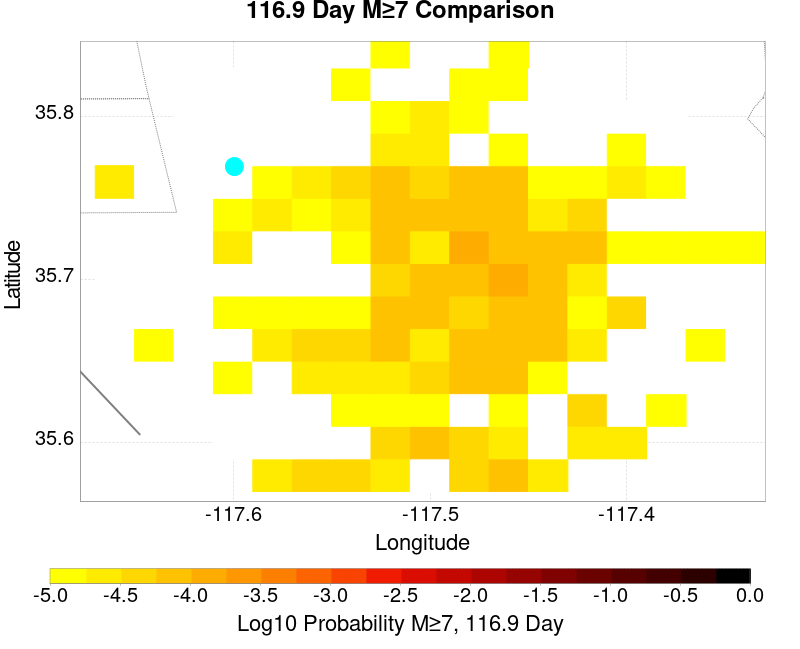 116.9 Day M≥7 Comparison
35.8
35.7
35.6
Latitude
-117.6 -117.5 -117.4
Longitude
-5.0 -4.5 -4.0 -3.5 -3.0 -2.5 -2.0 -1.5 -1.0 -0.5 0.0
Log10 Probability M≥7, 116.9 Day